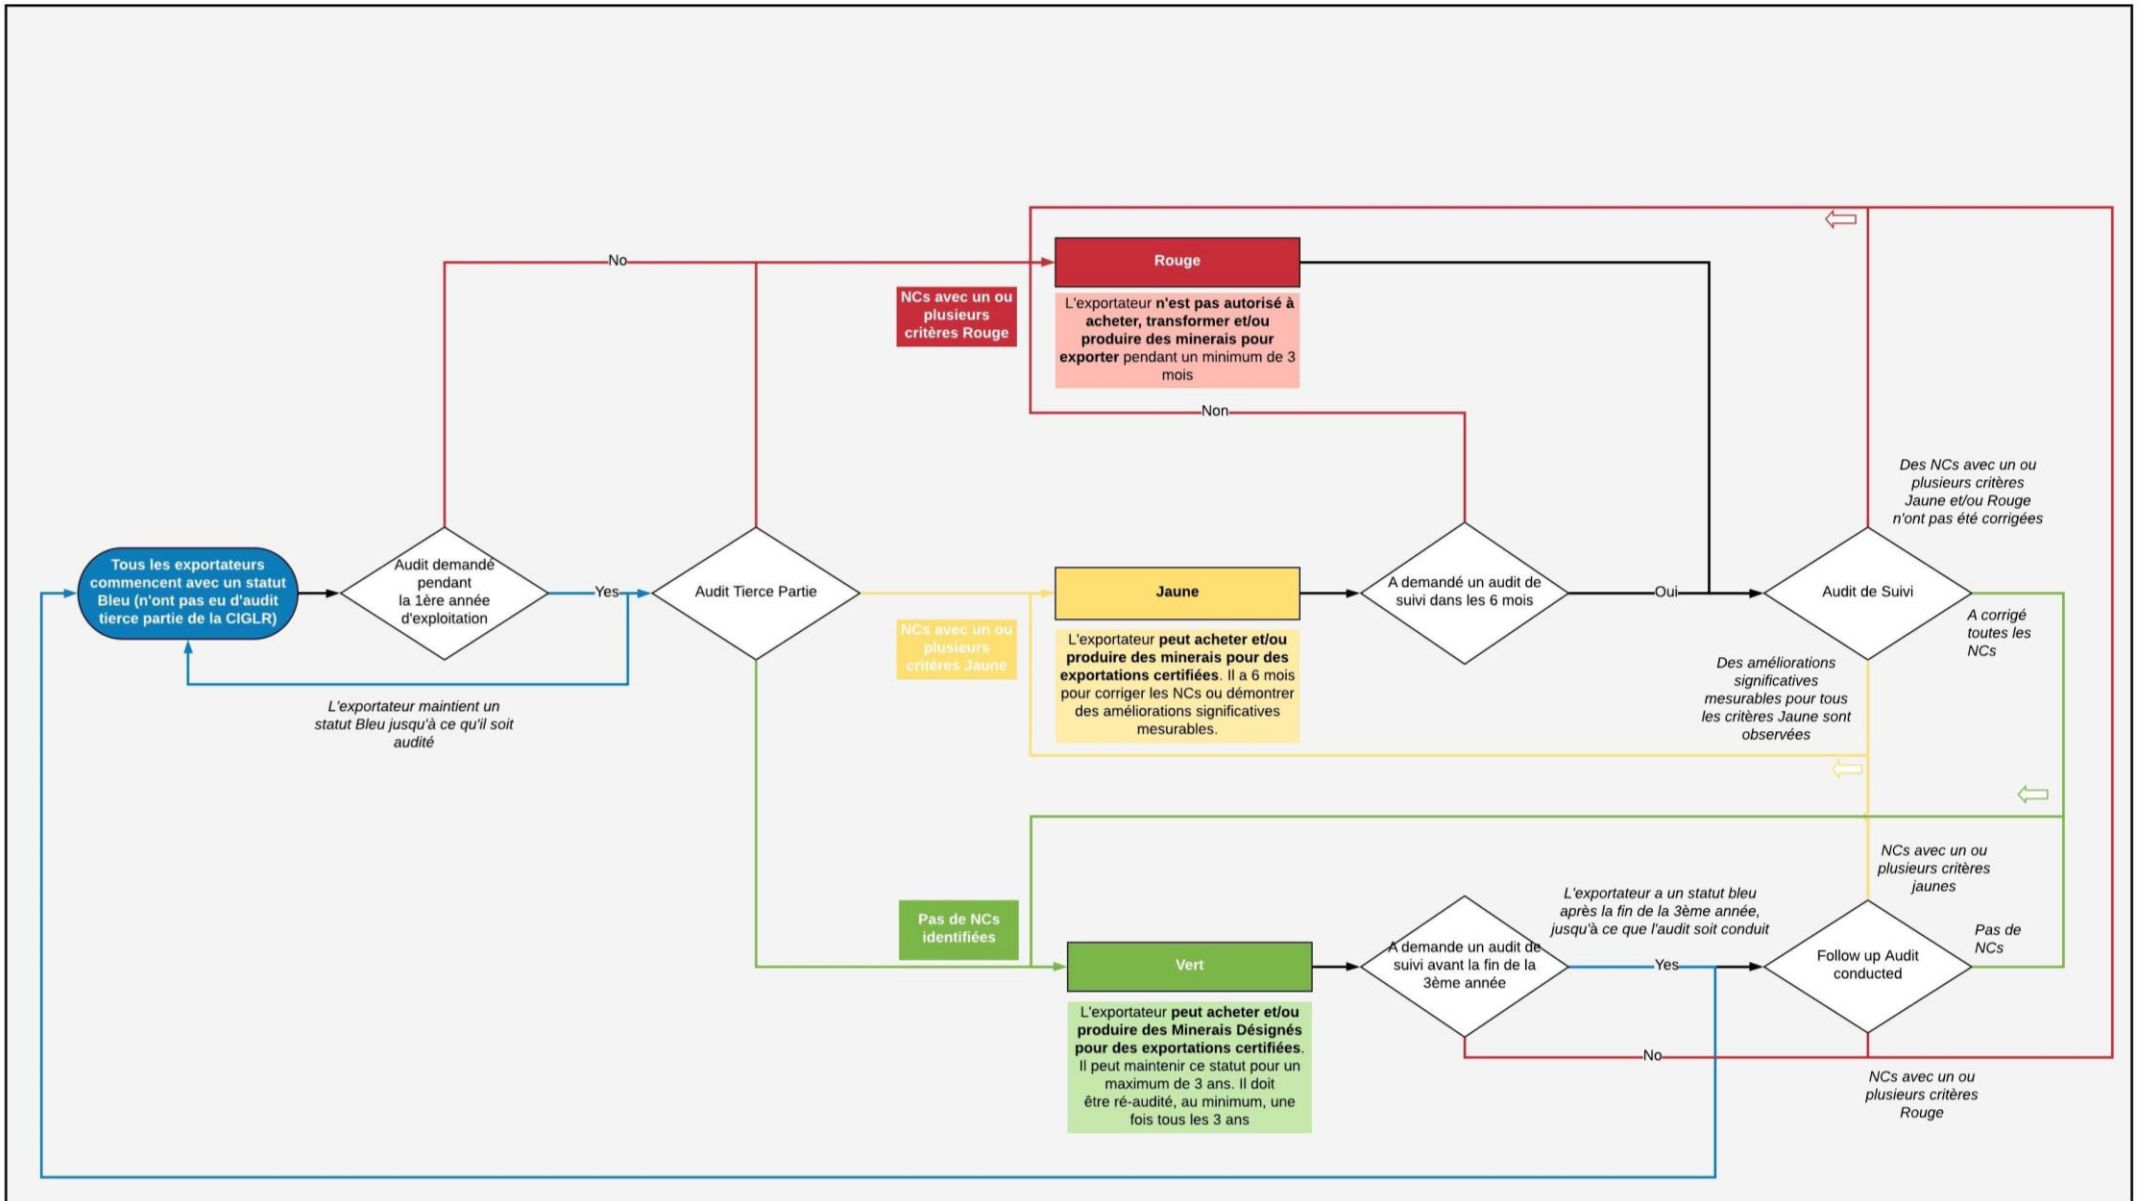 No
Rouge
NCs avec un ou
plusieurs
critères Rouge
L'exportateur n'est pas autorisé à
acheter, transformer et/ou
produire des minerais pour
exporter pendant un minimum de 3
mois
Non
Des NCs avec un ou
plusieurs critères
Jaune et/ou Rouge
n'ont pas été corrigées
Tous les exportateurs
commencent avec un statut
Bleu (n'ont pas eu d'audit
tierce partie de la CIGLR)
Audit demandé
pendant
la 1ère année
d'exploitation
Yes
Audit Tierce Partie
Jaune
A demandé un audit de
suivi dans les 6 mois
Oui
Audit de Suivi
A corrigé
toutes les
NCs
NCs avec un ou
plusieurs
critères Jaune
L'exportateur peut acheter et/ou
produire des minerais pour des
exportations certifiées. Il a 6 mois
pour corriger les NCs ou démontrer
des améliorations significatives
mesurables.
Des améliorations
significatives
mesurables pour tous
les critères Jaune sont
observées
L'exportateur maintient un
statut Bleu jusqu'à ce qu'il soit
audité
NCs avec un ou
plusieurs critères
jaunes
Pas de NCs
identifiées
L'exportateur a un statut bleu
après la fin de la 3ème année,
jusqu'à ce que l'audit soit conduit
Pas de
NCs
Vert
A demande un audit de
suivi avant la fin de la
3ème année
Yes
Follow up Audit
conducted
L'exportateur peut acheter et/ou
produire des Minerais Désignés
pour des exportations certifiées.
Il peut maintenir ce statut pour un
maximum de 3 ans. Il doit
être ré-audité, au minimum, une
fois tous les 3 ans
No
NCs avec un ou
plusieurs critères
Rouge